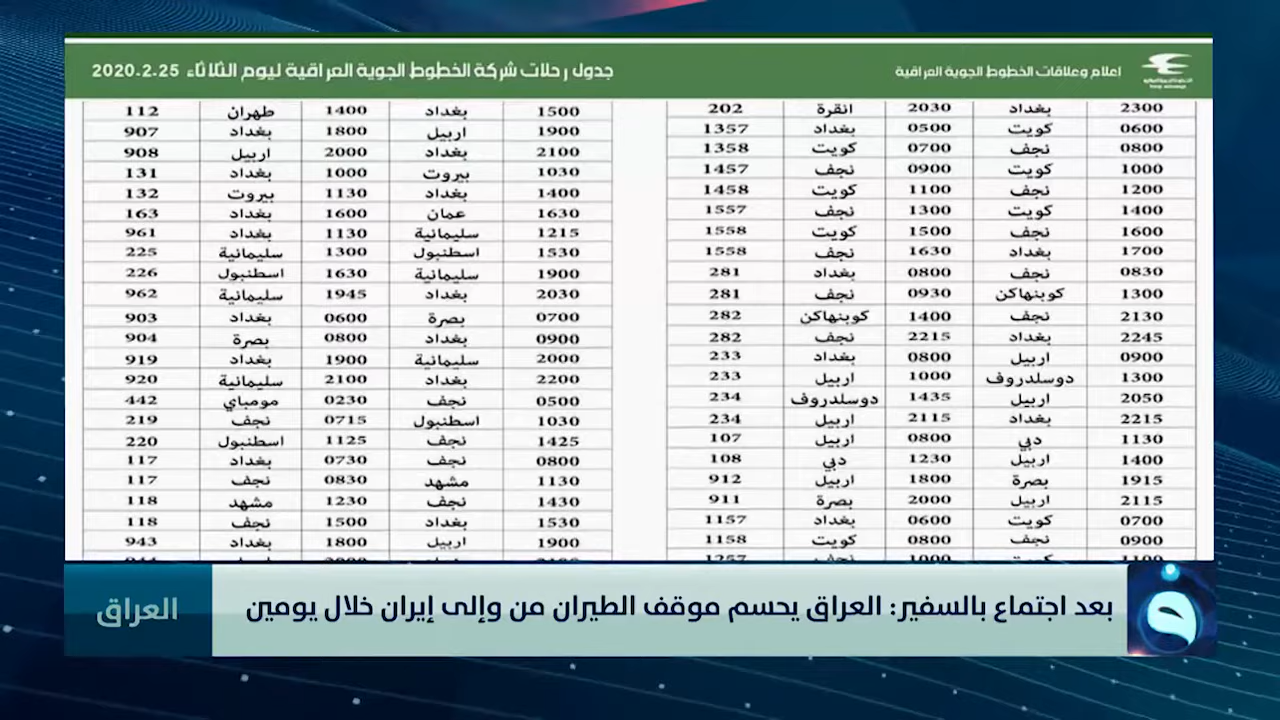 اعلام وعلاقات الخطوط الجوية العراقية
جدول رحلات شركة الخطوط الجوية العراقية ليوم الثلاثاء 2020.2.25
2300 بغداد 2030 انقرة 202
0600 كويت 0500 بغداد 1357
0800 نجف 0700 كويت 1358
1000 كويت 0900 نجف 1457
1200 نجف 1100 كويت 1458
1400 كويت 1300 نجف 1557
1600 نجف 1500 كويت 1558
1700 بغداد 1630 نجف 1558
0830 نجف 0800 بغداد 281
1300 كوبنهاكن 0930 نجف 281
2130 نجف 1400 كوبنهاكن 282
2245 بغداد 2215 نجف 282
0900 اربيل 0800 بغداد 233
1300 دوسلدروف 1000 اربيل 233
2050 اربيل 1435 دوسلدروف 234
2215 بغداد 2115 اربيل 234
1130 دبي 0800 اربيل 107
1400 اربيل 1230 دبي 108
1915 بصرة 1800 اربيل 912
2115 اربيل 2000 بصرة 911
0700 كويت 0600 بغداد 1157
0900 نجف 0800 كويت 1158
1100 كويت 1000 نجف 1257
1500 بغداد 1400 طهران 112
1900 اربيل 1800 بغداد 907
2100 بغداد 2000 اربيل 908
1030 بيروت 1000 بغداد 131
1400 بغداد 1130 بيروت 132
1630 عمان 1600 بغداد 163
1215 سليمانية 1130 بغداد 961
1530 اسطنبول 1300 سليمانية 225
1900 سليمانية 1630 اسطنبول 226
2030 بغداد 1945 سليمانية 962
0700 بصرة 0600 بغداد 903
0900 بغداد 0800 بصرة 904
2000 سليمانية 1900 بغداد 919
2200 بغداد 2100 سليمانية 920
0500 نجف 0230 مومباي 442
1030 اسطنبول 0715 نجف 219
1425 نجف 1125 اسطنبول 220
0800 نجف 0730 بغداد 117
1130 مشهد 0830 نجف 117
1430 نجف 1230 مشهد 118
1530 بغداد 1500 نجف 118
1900 اربيل 1800 بغداد 943
بعد اجتماع بالسفير: العراق يحسم موقف الطيران من وإلى إيران خلال يومين
العراق